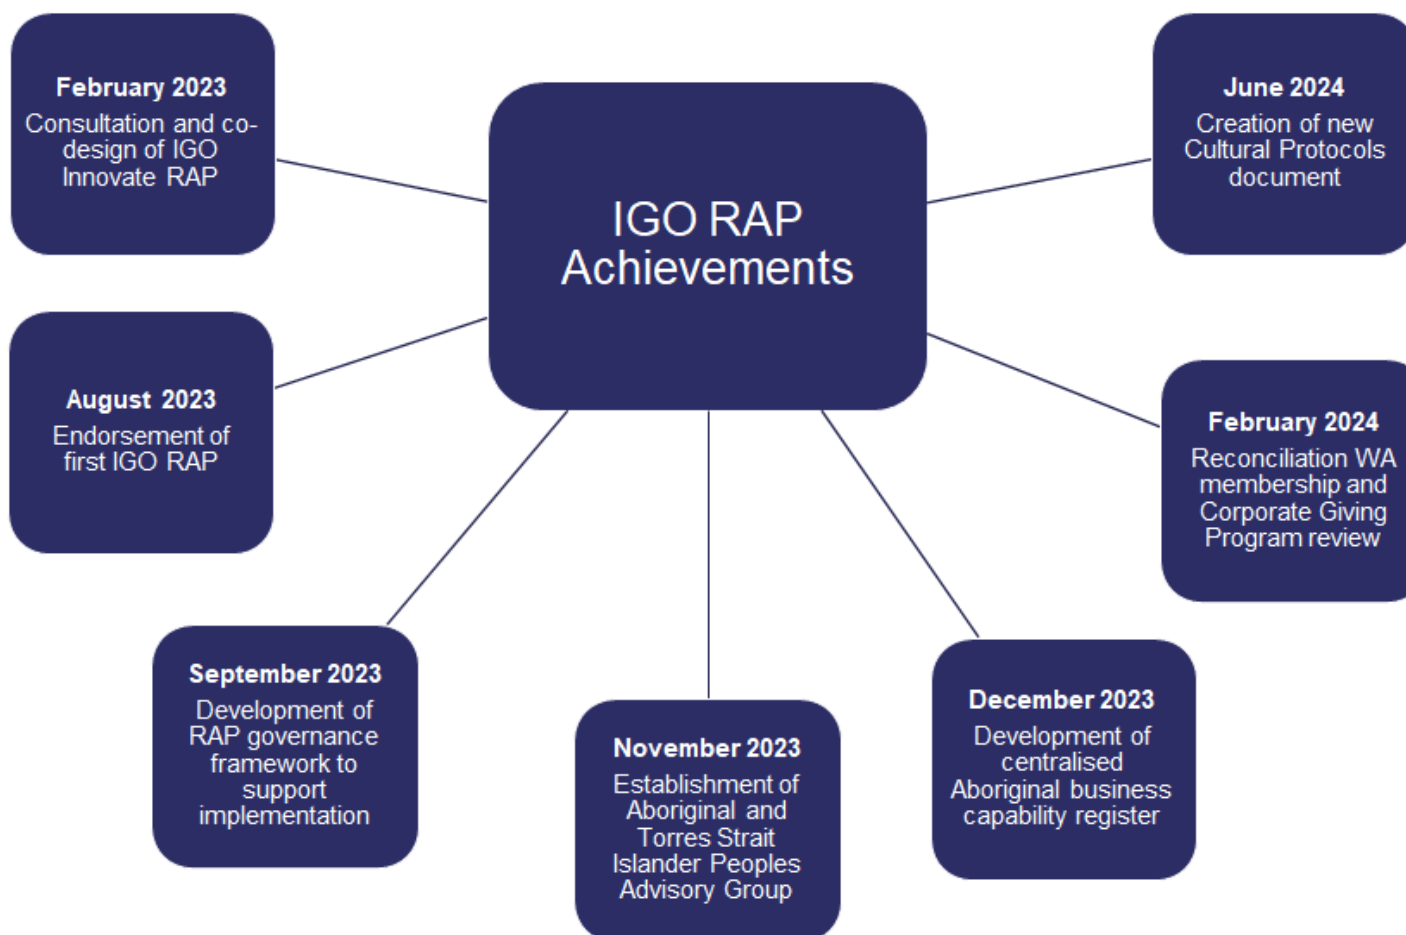 IGO RAP
Achievements
February 2023
Consultation and co-
design of IGO
Innovate RAP
August 2023
Endorsement of
first IGO RAP
September 2023
Development of
RAP governance
framework to
support
implementation
November 2023
Establishment of
Aboriginal and
Torres Strait
Islander Peoples
Advisory Group
December 2023
Development of
centralised
Aboriginal business
capability register
February 2024
Reconciliation WA
membership and
Corporate Giving
Program review
June 2024
Creation of new
Cultural Protocols
document